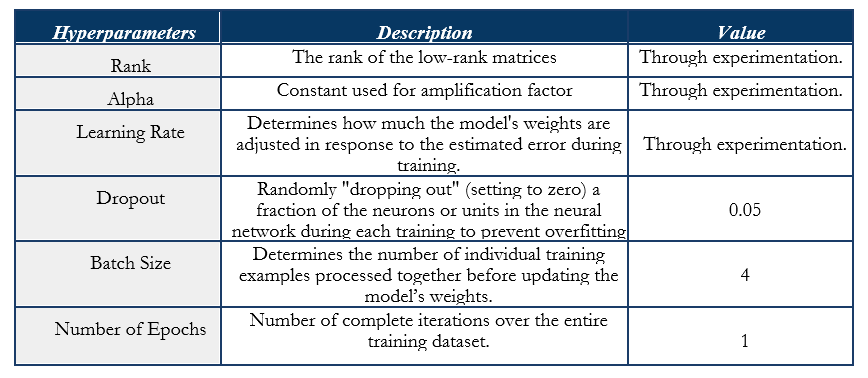 Hyperparameters Description Value
Rank The rank of the low-rank matrices Through experimentation.
Alpha Constant used for amplification factor Through experimentation.
Learning Rate Determines how much the model's weights are
adjusted in response to the estimated error during Through experimentation.
training.
Dropout Randomly "dropping out" (setting to zero) a
fraction of the neurons or units in the neural 0.05
network during each training to prevent overfitting
Batch Size Determines the number of individual training
examples processed together before updating the 4
model’s weights.
Number of Epochs Number of complete iterations over the entire
training dataset. 1